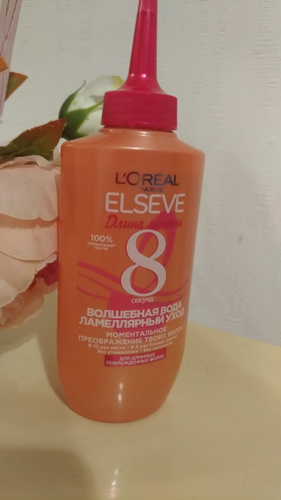 L'ORÉAL
PARIS
ELSEVE
Длина мечты
100%
8
секунд
ВОЛШЕБНАЯ ВОДА
ЛАМЕЛЛЯРНЫЙ УХОД
МОМЕНТАЛЬНОЕ
ПРЕОБРАЖЕНИЕ ТВОИХ ВОЛОС
ДЛЯ ДЛИННЫХ
ПОВРЕЖДЕННЫХ ВОЛОС